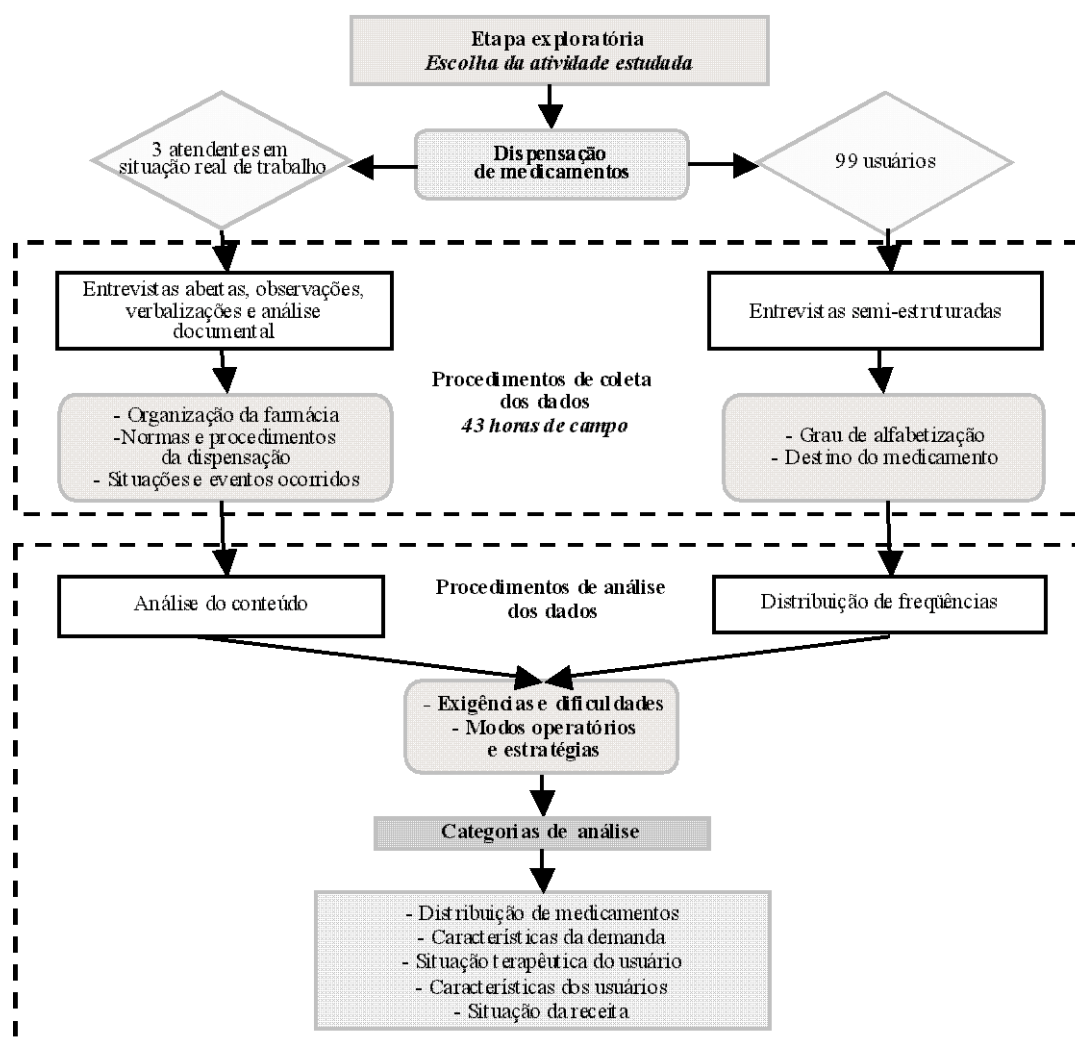 Etapa exploratória
Escolha da atividade estudada
3 atendentes em
situação real de trabalho
Dispensação
de medicamentos
99 usuários
Entrevistas abertas, observações,
verbalizações e análise
documental
Entrevistas semi-estruturadas
Procedimentos de coleta
dos dados
43 horas de campo
- Organização da farmácia
-Normas e procedimentos
da dispensação
- Situações e eventos ocorridos
- Grau de alfabetização
- Destino do medicamento
Análise do conteúdo
Procedimentos de análise
dos dados
Distribuição de freqüências
- Exigências e dificuldades
- Modos operatórios
e estratégias
Categorias de análise
- Distribuição de medicamentos
- Características da demanda
- Situação terapêutica do usuário
- Características dos usuários
- Situação da receita